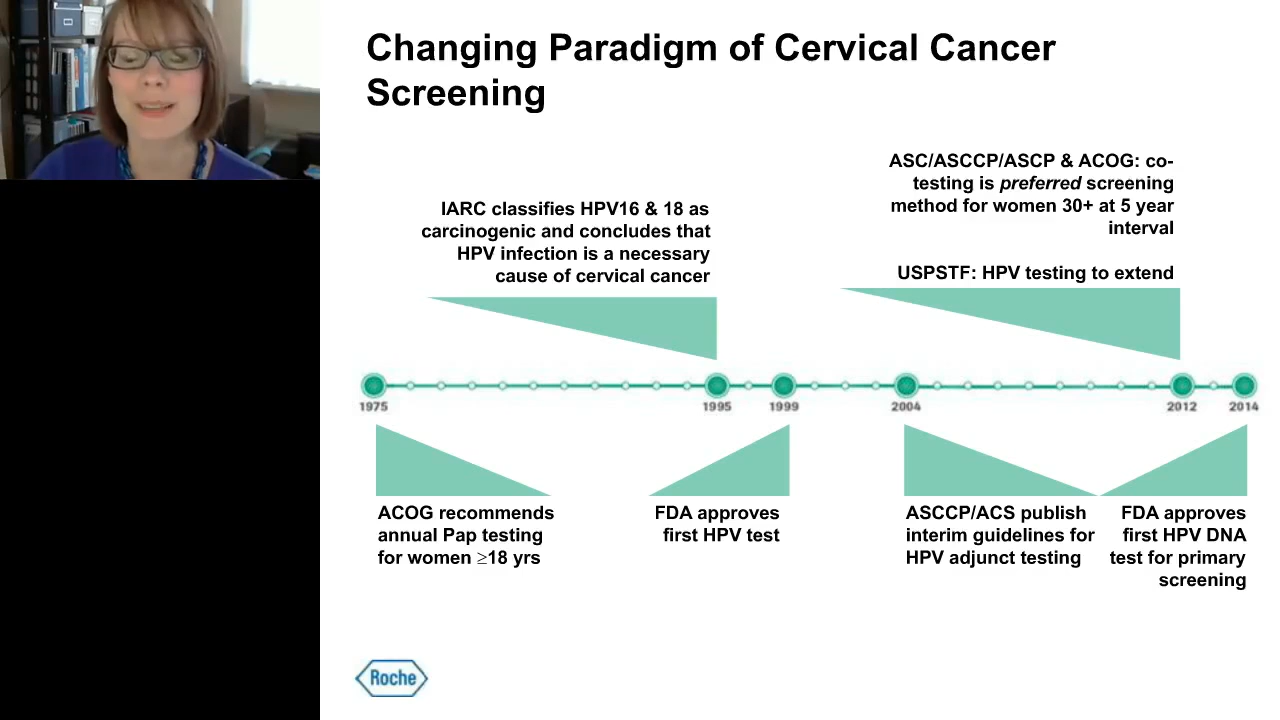 Changing Paradigm of Cervical Cancer
Screening
ASC/ASCCP/ASCP & ACOG: co-
testing is preferred screening
method for women 30+ at 5 year
interval
USPSTF: HPV testing to extend
IARC classifies HPV16 & 18 as
carcinogenic and concludes that
HPV infection is a necessary
cause of cervical cancer
1975
1995
1999
2004
2012
2014
ACOG recommends
annual Pap testing
for women ≥18 yrs
FDA approves
first HPV test
ASCCP/ACS publish
interim guidelines for
HPV adjunct testing
FDA approves
first HPV DNA
test for primary
screening
Roche